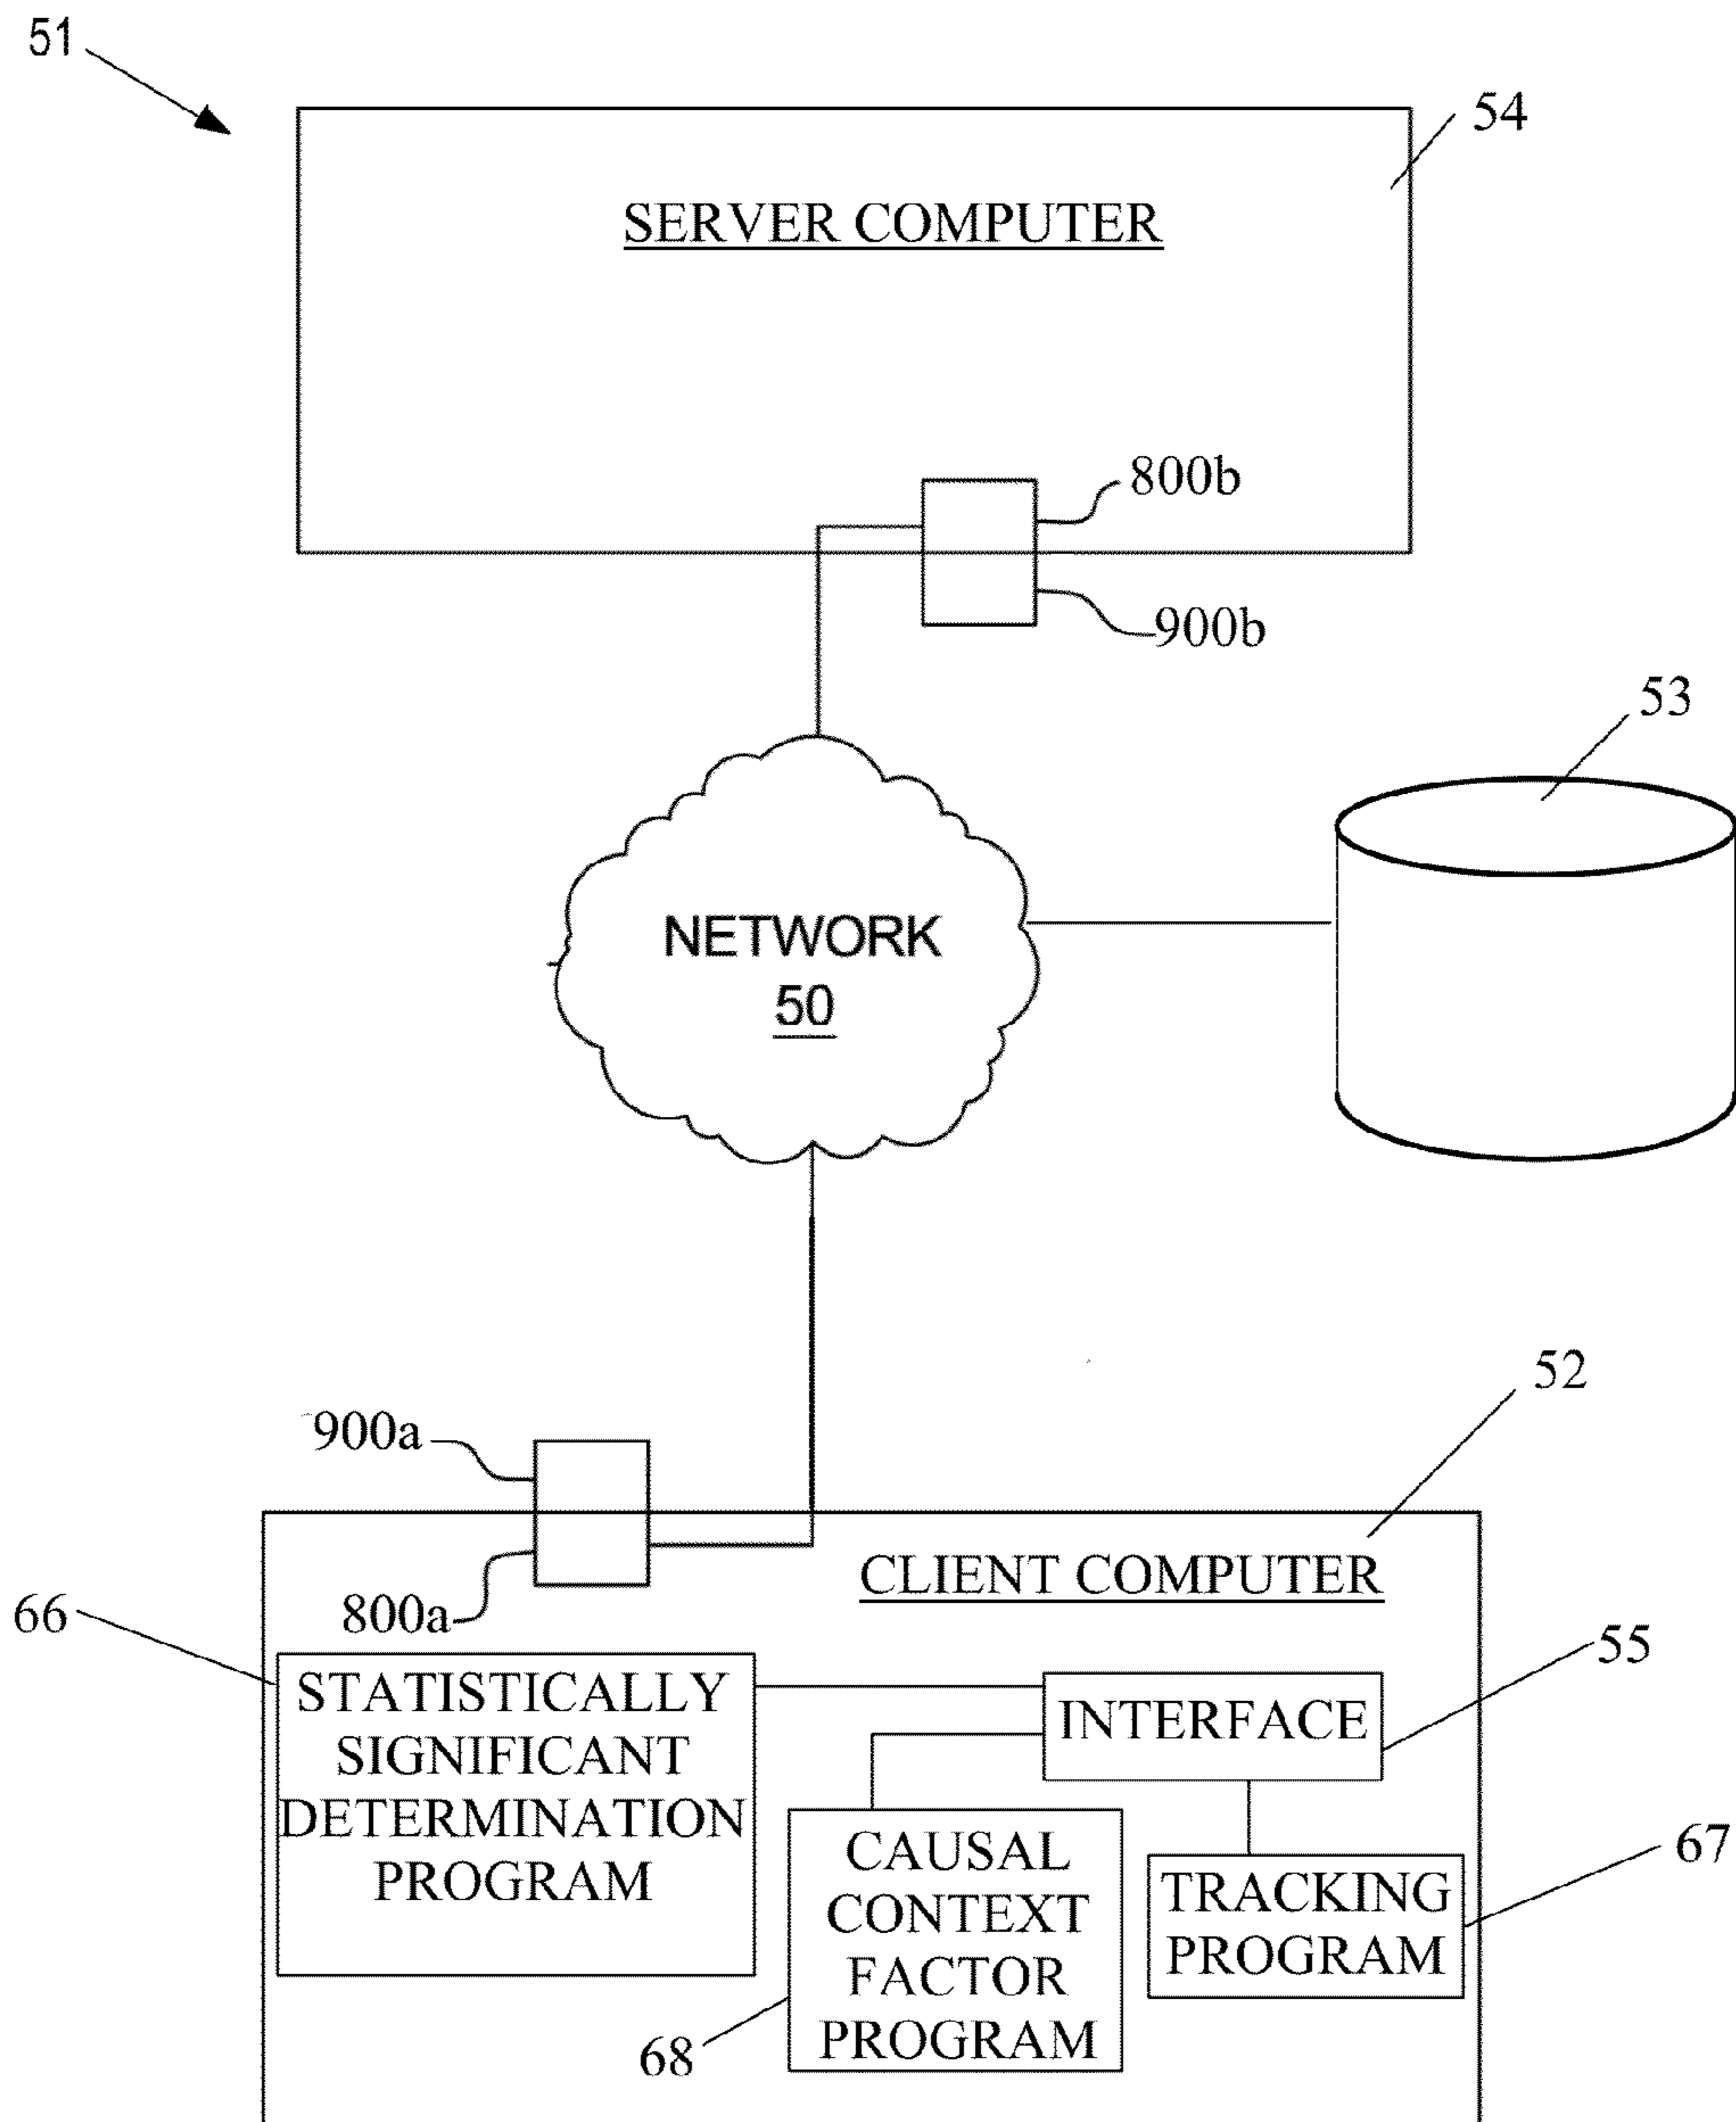 51
54
SERVER COMPUTER
800b
900b
53
NETWORK
50
52
900a
CLIENT COMPUTER
800a
66
55
STATISTICALLY
SIGNIFICANT
DETERMINATION
PROGRAM
INTERFACE
67
CAUSAL
CONTEXT
FACTOR
PROGRAM
TRACKING
PROGRAM
68